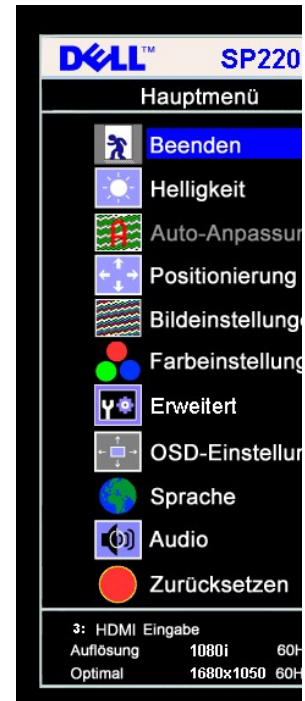 DELL™ SP220
Hauptmenü
Beenden
Helligkeit
Auto-Anpassun
Positionierung
Bildeinstellunge
Farbeinstellung
Erweitert
OSD-Einstellun
Sprache
Audio
Zurücksetzen
3: HDMI Eingabe
Auflösung 1080i 60H
Optimal 1680x1050 60H